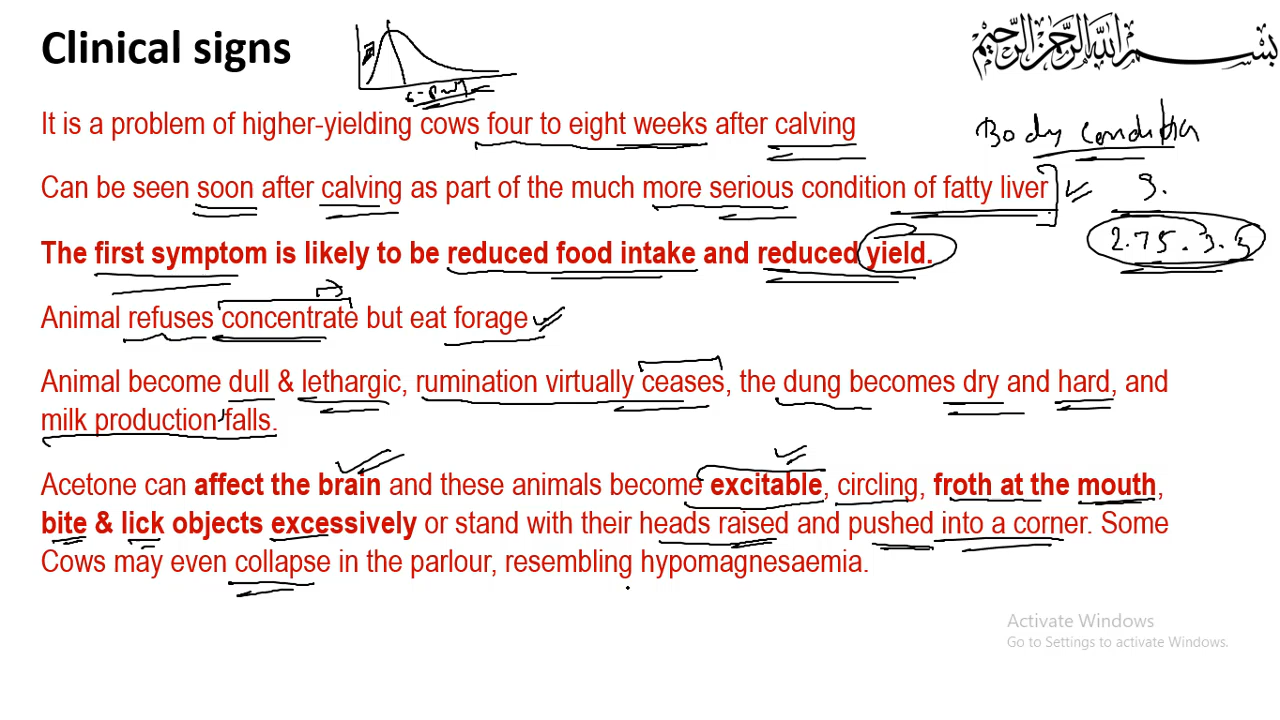 Clinical signs
بسم الله الرحمن الرحيم
6-8 wk
It is a problem of higher-yielding cows four to eight weeks after calving
Body condition
Can be seen soon after calving as part of the much more serious condition of fatty liver
3.
The first symptom is likely to be reduced food intake and reduced yield.
2.75 - 3.5
Animal refuses concentrate but eat forage
Animal become dull & lethargic, rumination virtually ceases, the dung becomes dry and hard, and
milk production falls.
Acetone can affect the brain and these animals become excitable, circling, froth at the mouth,
bite & lick objects excessively or stand with their heads raised and pushed into a corner. Some
Cows may even collapse in the parlour, resembling hypomagnesaemia.
Activate Windows
Go to Settings to activate Windows.